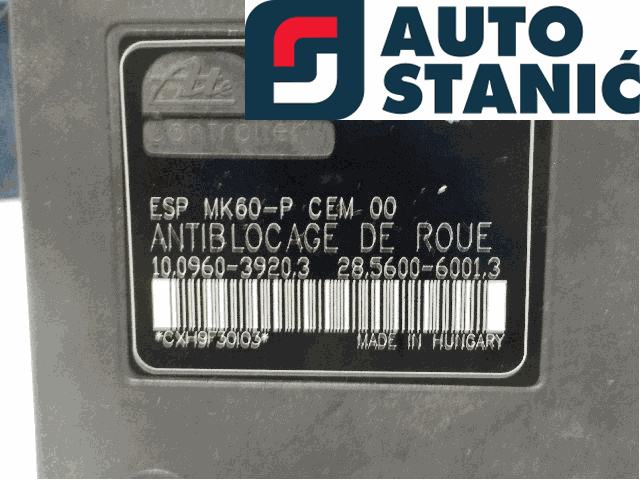 AUTO
STANIĆ
Ate
Controller
ESP MK60-P CEM 00
ANTIBLOCAGE DE ROUE
10.0960-3920.3 28.5600-6001.3
*CXH9F30103* MADE IN HUNGARY